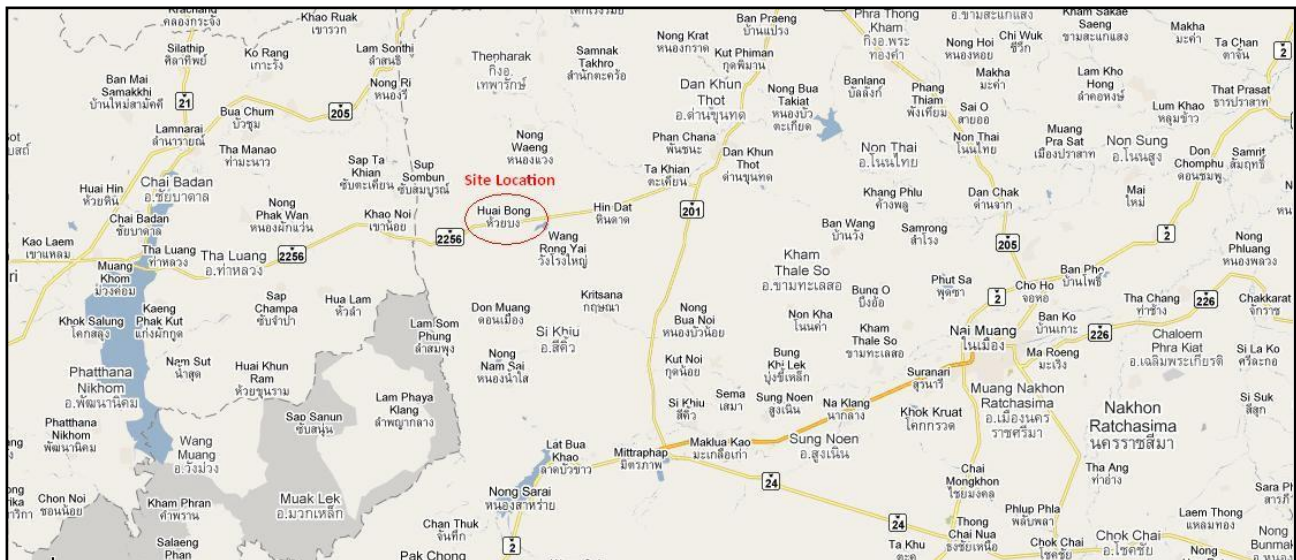 Krachang
คลองกระจัง
Khao Ruak
เขารวก
Silathip
ศิลาทิพย์
Ko Rang
เกาะรัง
Lam Sonthi
ลำสนธิ
Nong Ri
หนองรี
Ban Mai
Samakkhi
บ้านใหม่สามัคคี
21
Bua Chum
บัวชุม
205
Lamnarai
ลำนารายณ์
Tha Manao
ท่ามะนาว
Sap Ta
Khian
ซับตะเคียน
Sup
Sombun
ซับสมบูรณ์
Huai Hin
ห้วยหิน
Chai Badan
อ.ชัยบาดาล
Chai Badan
ชัยบาดาล
Nong
Phak Wan
หนองผักแว่น
Khao Noi
เขาน้อย
Kao Laem
เขาแหลม
Tha Luang
ท่าหลวง
Tha Luang
อ.ท่าหลวง
2256
2256
Muang
Khom
ม่วงค่อม
Kaeng
Phak Kut
แก่งผักกูด
Khok Salung
โคกสลุง
Sap
Champa
ซับจำปา
Hua Lam
หัวลำ
Nam Sut
น้ำสุด
Huai Khun
Ram
ห้วยขุนราม
Phatthana
Nikhom
อ.พัฒนานิคม
Phatthana
Nikhom
พัฒนานิคม
Wang
Muang
อ.วังม่วง
Sap Sanun
ซับสนุ่น
Lam Phaya
Klang
ลำพญากลาง
Lam Som
Phung
ลำสมพุง
Muak Lek
อ.มวกเหล็ก
Chon Noi
ชอนน้อย
Kham Phran
คำพราน
Salaeng
Phan
Thepharak
กิ่งอ.
เทพารักษ์
Samnak
Takhro
สำนักตะคร้อ
Nong
Waeng
หนองแวง
Site Location
Huai Bong
ห้วยบง
Hin Dat
หินดาด
Wang
Rong Yai
วังโรงใหญ่
Don Muang
ดอนเมือง
Kritsana
กฤษณา
Si Khiu
อ.สีคิ้ว
Nong
Nam Sai
หนองน้ำใส
Lat Bua
Khao
ลาดบัวขาว
Nong Sarai
หนองสาหร่าย
Chan Thuk
จันทึก
2
Pak Chong
Nong Krat
หนองกราด
Ban Praeng
บ้านแปรง
Kut Phiman
กุดพิมาน
Dan Khun
Thot
อ.ด่านขุนทด
Phan Chana
พันชนะ
Ta Khian
ตะเคียน
Dan Khun
Thot
ด่านขุนทด
201
Nong Bua
Takiat
หนองบัว
ตะเกียด
Phra Thong
Kham
กิ่งอ.พระ
ทองคำ
Banlang
บัลลังก์
Phang
Thiam
พังเทียม
Non Thai
อ.โนนไทย
Non Thai
โนนไทย
Sai O
สายออ
Khang Phlu
ค้างพลู
Dan Chak
ด่านจาก
Ban Wang
บ้านวัง
Samrong
สำโรง
205
Kham
Thale So
อ.ขามทะเลสอ
Bung O
บึงอ้อ
Phut Sa
พุดซา
Nong
Bua Noi
หนองบัวน้อย
Non Kha
โนนค่า
Kham
Thale So
ขามทะเลสอ
Kut Noi
กุดน้อย
Bung
Khi Lek
บุ่งขี้เหล็ก
Si Khiu
สีคิ้ว
Sema
เสมา
Sung Noen
สูงเนิน
Na Klang
นากลาง
Suranari
สุรนารี
Khok Kruat
โคกกรวด
Mittraphap
มิตรภาพ
Maklua Kao
มะเกลือเก่า
Sung Noen
อ.สูงเนิน
24
24
Ta Khu
ตะคุ
อ.ขามสะแกแสง
Nong Hoi
หนองหอย
Chi Wuk
ชีวึก
Kham Sakae
Saeng
ขามสะแกแสง
Makha
มะค่า
Makha
มะค่า
Lam Kho
Hong
ลำคอหงษ์
Ta Chan
ตาจั่น
2
That Prasat
ธารปราสาท
Lum Khao
หลุมข้าว
Muang
Pra Sat
เมืองปราสาท
Non Sung
อ.โนนสูง
Don
Chomphu
ดอนชมพู
Samrit
สัมฤทธิ์
Mai
ใหม่
2
Nong
Phluang
หนองพลวง
Ban Pho
บ้านโพธิ์
2
Cho Ho
จอหอ
Tha Chang
ท่าช้าง
226
Chakkarat
จักราช
Nai Muang
ในเมือง
Ban Ko
บ้านเกาะ
226
Chaloem
Phra Kiat
อ.เฉลิมพระเกียรติ
Ma Roeng
มะเริง
Si La Ko
ศรีละกอ
Muang Nakhon
Ratchasima
อ.เมืองนคร
ราชสีมา
Nakhon
Ratchasima
นครราชสีมา
Si Suk
สีสุก
Chai
Mongkhon
ไชยมงคล
Tha Ang
ท่าอ่าง
Phlup Phla
พลับพลา
Laem Thong
แหลมทอง
Thong
Chai Nua
ธงชัยเหนือ
Chok Chai
โชคชัย
Chok Chai
อ.โชคชัย
Nong